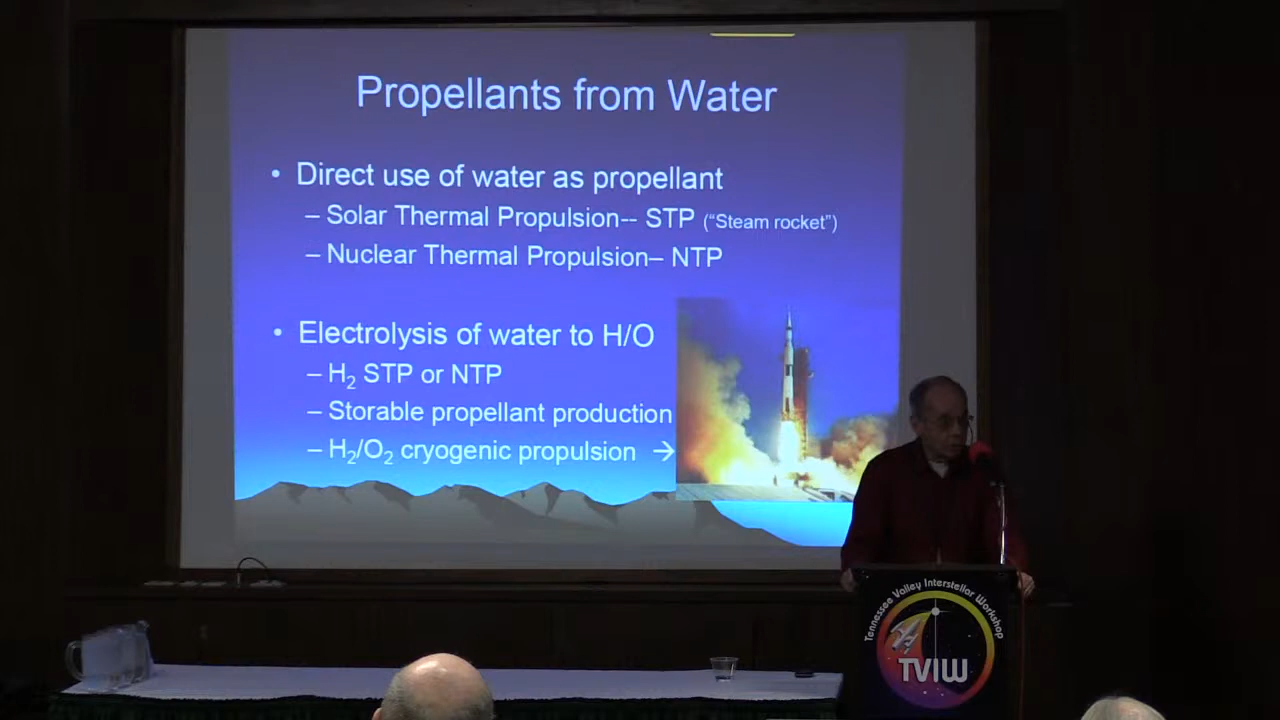 Propellants from Water
• Direct use of water as propellant
– Solar Thermal Propulsion-- STP (“Steam rocket”)
– Nuclear Thermal Propulsion– NTP
• Electrolysis of water to H/O
– H₂ STP or NTP
– Storable propellant production
– H₂/O₂ cryogenic propulsion →
Tennessee Valley Interstellar Workshop
TVIW